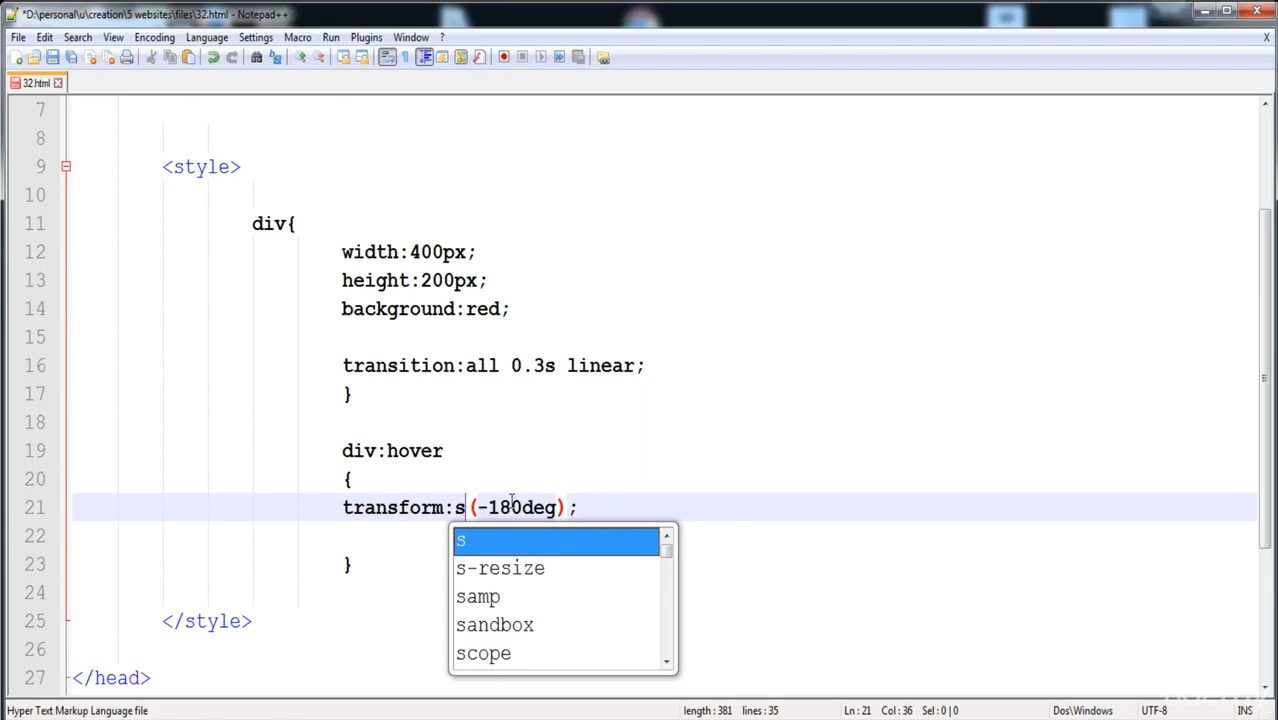 *D:\personal\u\creation\5 websites\files\32.html - Notepad++
File Edit Search View Encoding Language Settings Macro Run Plugins Window ? X
32.html
7
8
9 <style>
10
11 div{
12 width:400px;
13 height:200px;
14 background:red;
15
16 transition:all 0.3s linear;
17 }
18
19 div:hover
20 {
21 transform:s(-180deg);
22
23 }
24
25 </style>
26
27 </head>
s
s-resize
samp
sandbox
scope
Hyper Text Markup Language file length : 381 lines : 35 Ln : 21 Col : 36 Sel : 0 | 0 Dos\Windows UTF-8 INS